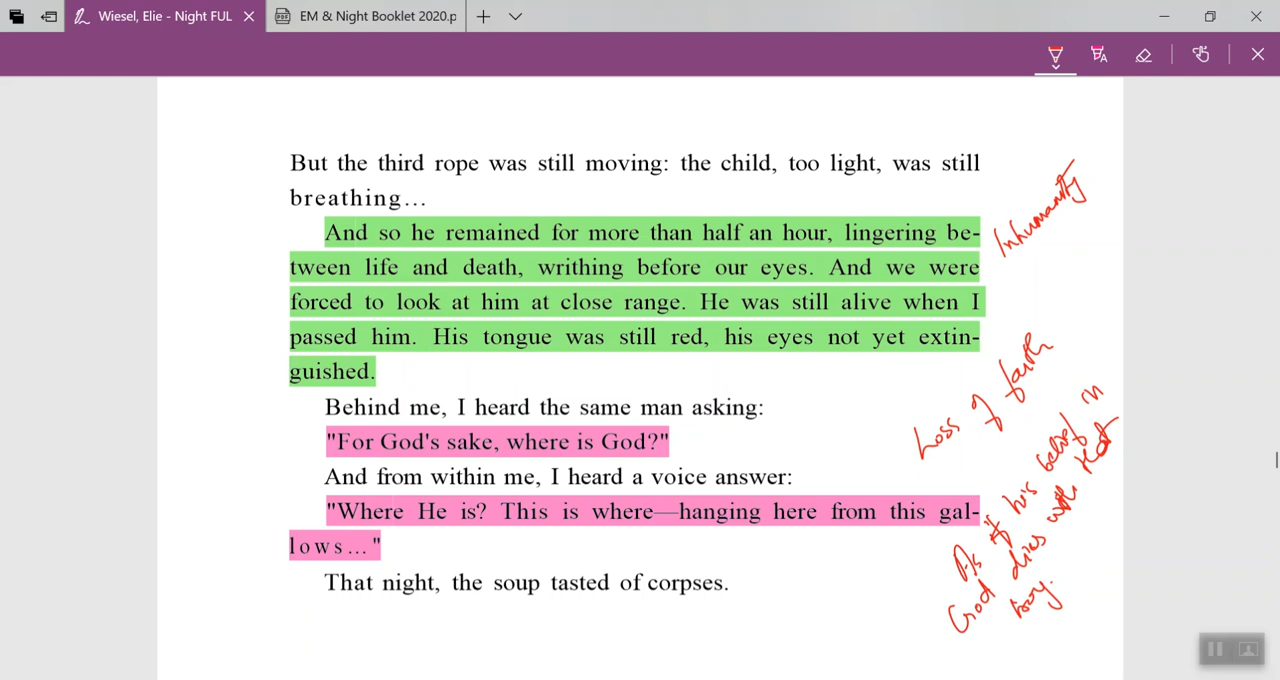 Wiesel, Elie - Night FUL
EM & Night Booklet 2020.p
But the third rope was still moving: the child, too light, was still
breathing...
And so he remained for more than half an hour, lingering be-
tween life and death, writhing before our eyes. And we were
forced to look at him at close range. He was still alive when I
passed him. His tongue was still red, his eyes not yet extin-
guished.
Behind me, I heard the same man asking:
"For God's sake, where is God?"
And from within me, I heard a voice answer:
"Where He is? This is where—hanging here from this gal-
lows..."
That night, the soup tasted of corpses.
Inhumanity
Loss of faith
As if his belief in
God dies with that
boy.